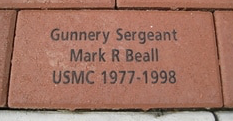 Gunnery Sergeant
Mark R Beall
USMC 1977-1998